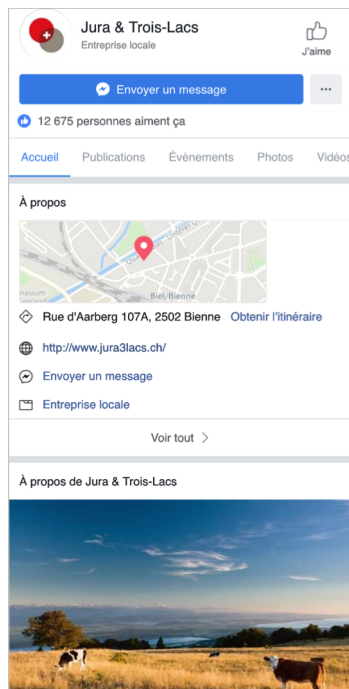 Jura & Trois-Lacs
Entreprise locale
J'aime
Envoyer un message
12 675 personnes aiment ça
Accueil Publications Évènements Photos Vidéos
À propos
Biel/Bienne
Rue d'Aarberg 107A, 2502 Bienne Obtenir l'itinéraire
http://www.jura3lacs.ch/
Envoyer un message
Entreprise locale
Voir tout
À propos de Jura & Trois-Lacs